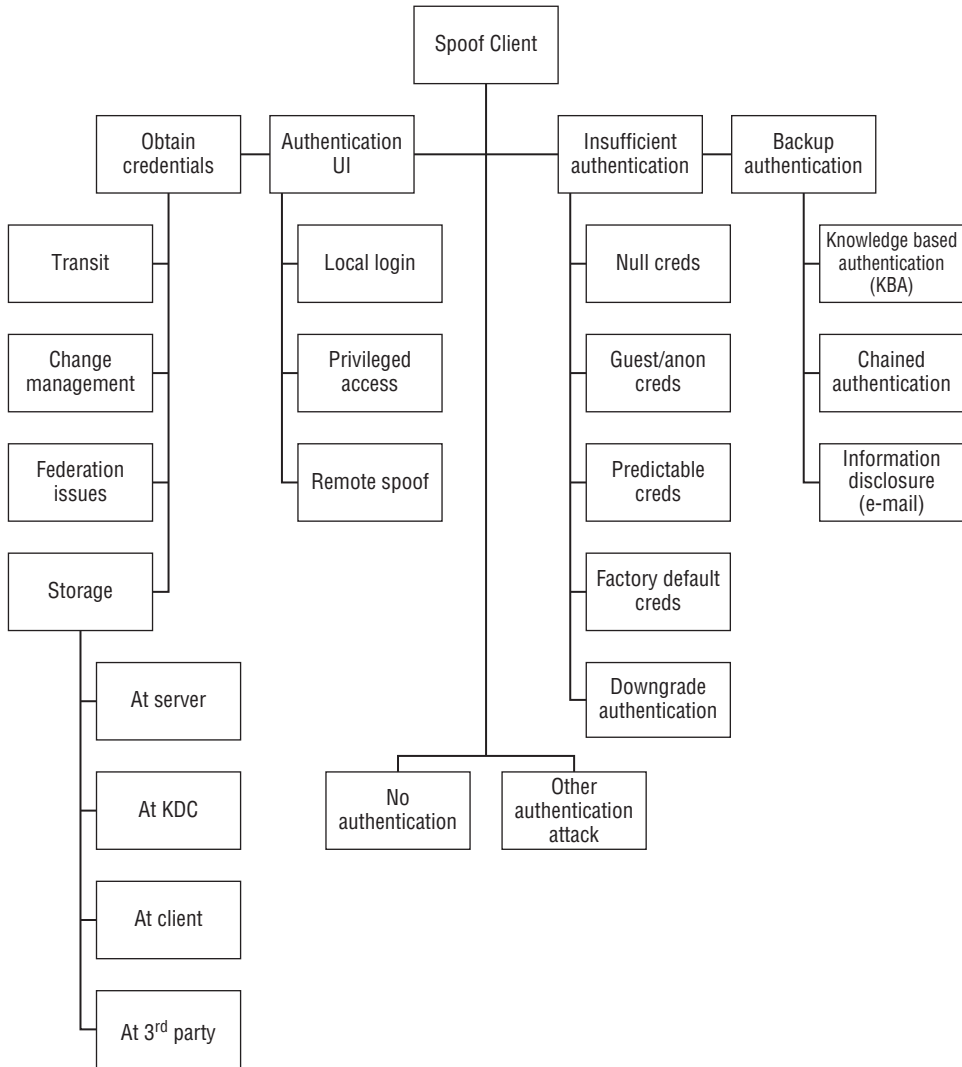 Spoof Client
Obtain
credentials
Authentication
UI
Insufficient
authentication
Backup
authentication
Transit
Change
management
Federation
issues
Storage
At server
At KDC
At client
At 3rd party
Local login
Privileged
access
Remote spoof
Null creds
Guest/anon
creds
Predictable
creds
Factory default
creds
Downgrade
authentication
Knowledge based
authentication
(KBA)
Chained
authentication
Information
disclosure
(e-mail)
No
authentication
Other
authentication
attack